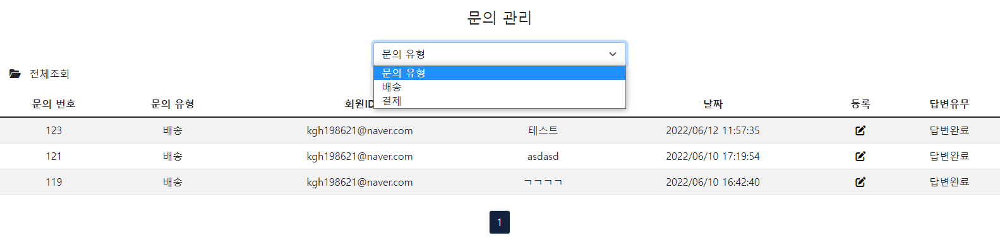 문의 관리
문의 유형
문의 유형
배송
결제
전체조회
문의 번호 문의 유형 회원ID 날짜 등록 답변유무
123 배송 kgh198621@naver.com 테스트 2022/06/12 11:57:35 답변완료
121 배송 kgh198621@naver.com asdasd 2022/06/10 17:19:54 답변완료
119 배송 kgh198621@naver.com ㄱㄱㄱㄱ 2022/06/10 16:42:40 답변완료
1